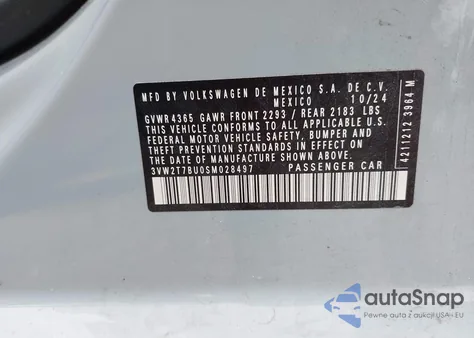 MFD BY VOLKSWAGEN DE MEXICO S.A. DE C.V.
MEXICO 10/24
GVWR4365 GAWR FRONT 2293 / REAR 2183 LBS
THIS VEHICLE CONFORMS TO ALL APPLICABLE
FEDERAL MOTOR VEHICLE SAFETY, BUMPER AND
THEFT PREVENTION STANDARDS IN EFFECT ON
THE DATE OF MANUFACTURE SHOWN ABOVE.
3VW2T7BU0SM028497 PASSENGER CAR
4211212 3964 M
autoSnap
Pewne auta z aukcji USA i EU